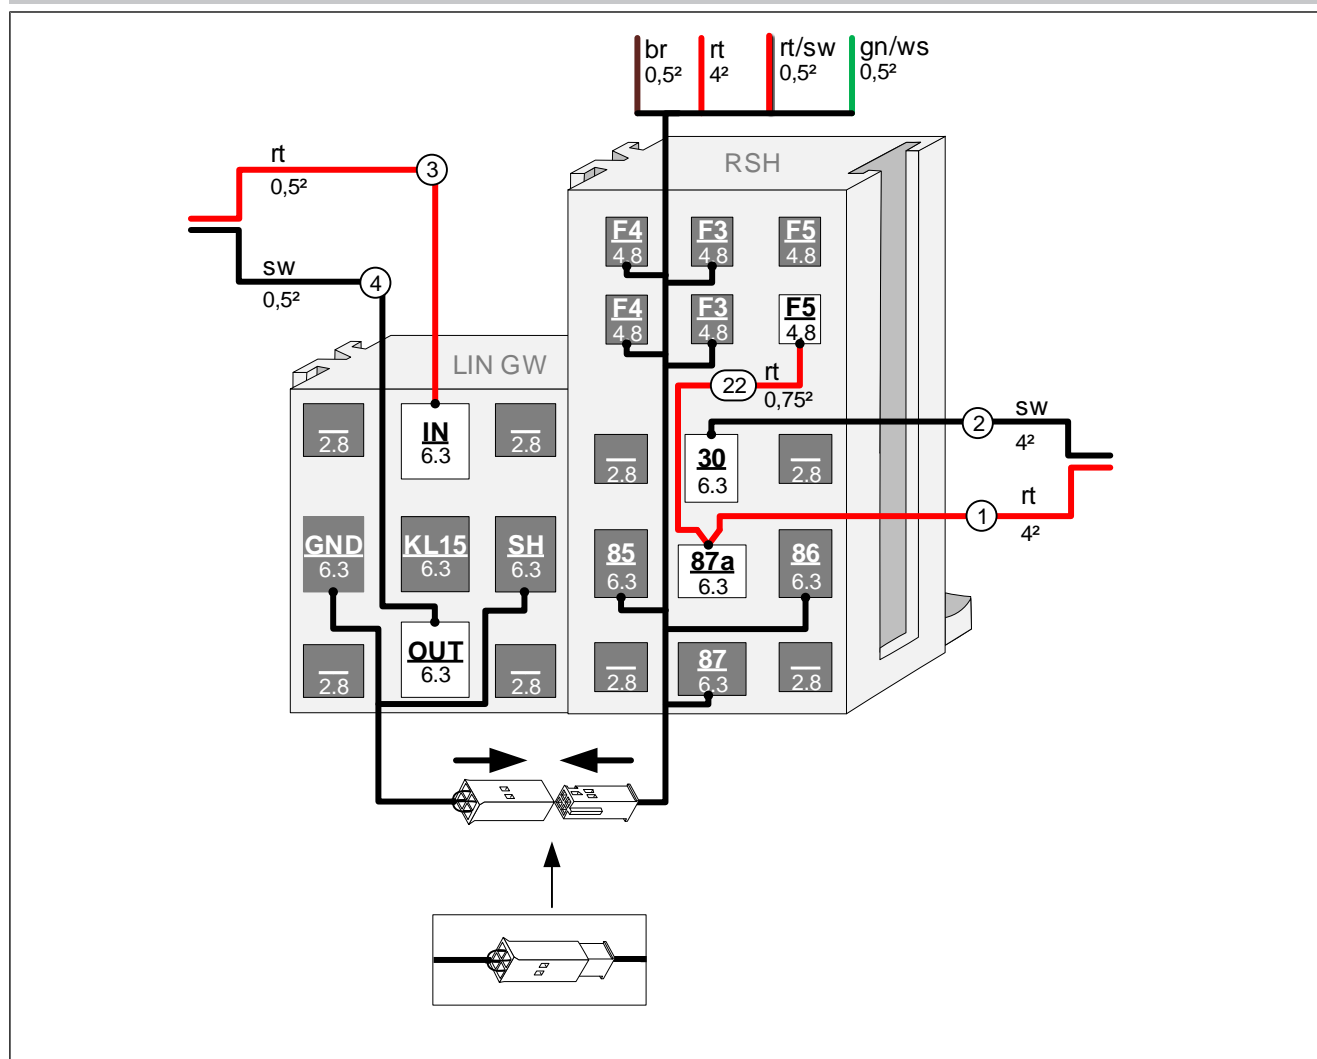 br
0,5²
rt
4²
rt/sw
0,5²
gn/ws
0,5²
rt
0,5²
3
RSH
sw
0,5²
4
F4
4.8
F3
4.8
F5
4.8
F4
4.8
F3
4.8
F5
4.8
LIN GW
22
rt
0,75²
2.8
IN
6.3
2.8
2.8
30
6.3
2.8
2
sw
4²
1
rt
4²
GND
6.3
KL15
6.3
SH
6.3
85
6.3
87a
6.3
86
6.3
2.8
OUT
6.3
2.8
2.8
87
6.3
2.8